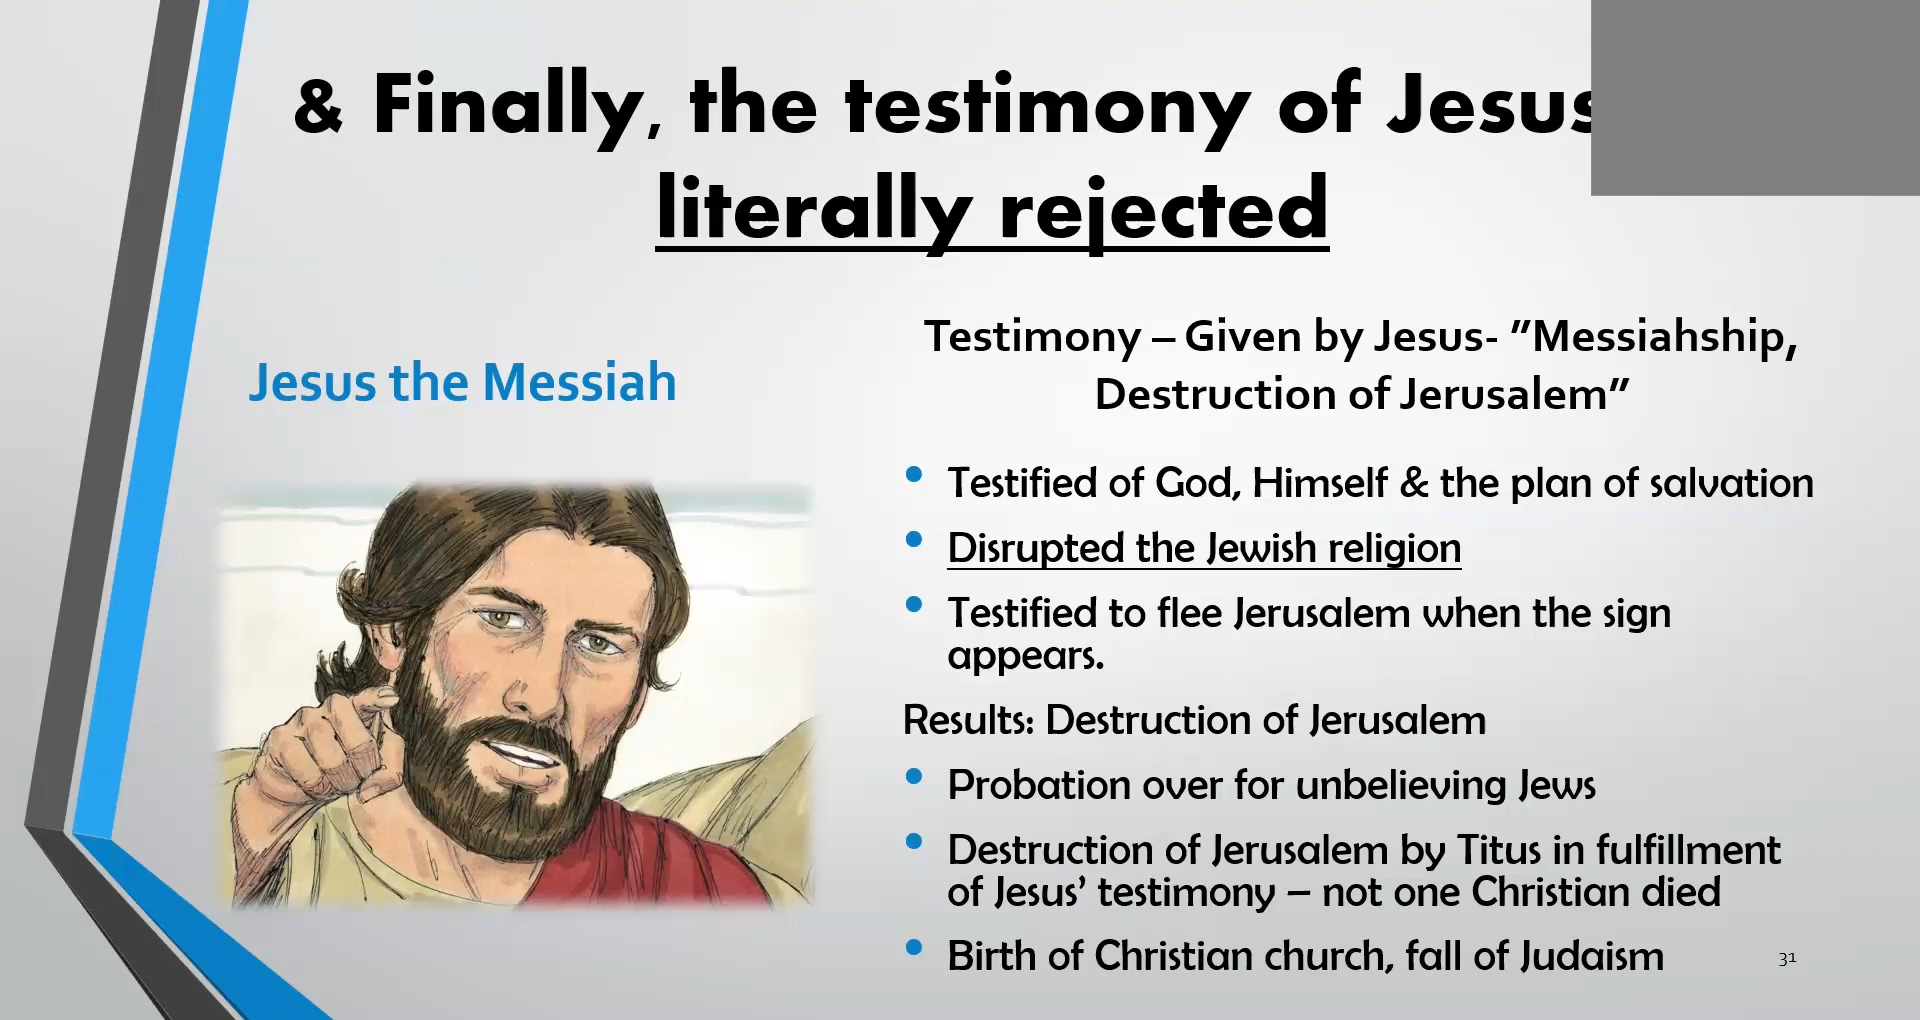 & Finally, the testimony of Jesus
literally rejected
Jesus the Messiah
Testimony – Given by Jesus- "Messiahship,
Destruction of Jerusalem"
• Testified of God, Himself & the plan of salvation
• Disrupted the Jewish religion
• Testified to flee Jerusalem when the sign
appears.
Results: Destruction of Jerusalem
• Probation over for unbelieving Jews
• Destruction of Jerusalem by Titus in fulfillment
of Jesus’ testimony – not one Christian died
• Birth of Christian church, fall of Judaism
31